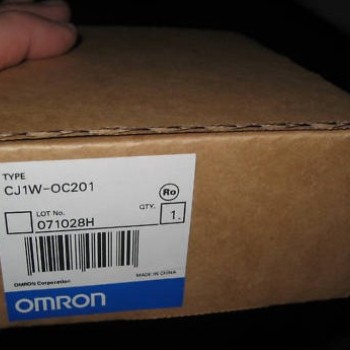 TYPE
CJ1W-OC201
Ro
LOT No.
071028H
QTY.
1.
MADE IN CHINA
OMRON Corporation
OMRON